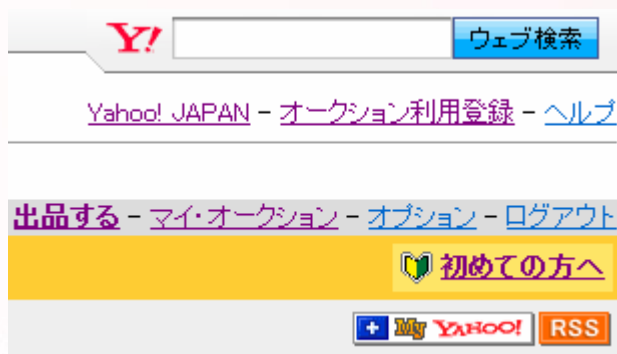 Y! ウェブ検索
Yahoo! JAPAN - オークション利用登録 - ヘルプ
出品する - マイ・オークション - オプション - ログアウト
初めての方へ
+ My YAHOO! RSS